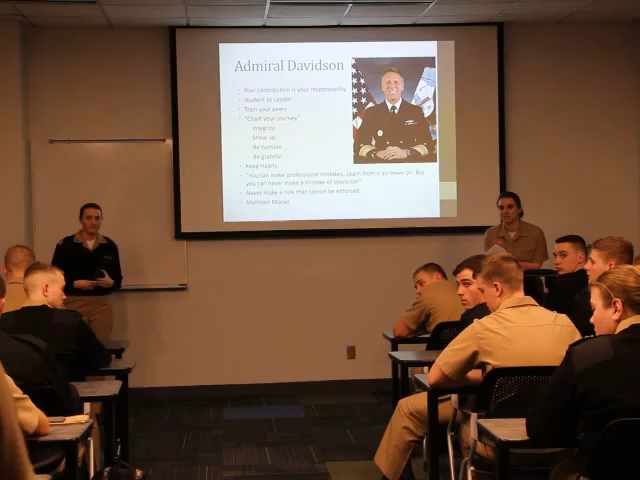 Admiral Davidson
Your contribution is your responsibility
Student to Leader
Train your peers
"Chart your journey"
Integrity
Show up
Be humble
Be grateful
Keep Habits
"You can make professional mistakes. Learn from it an move on. But
you can never make a mistake of character."
Never make a rule that cannot be enforced
Maintain Morals